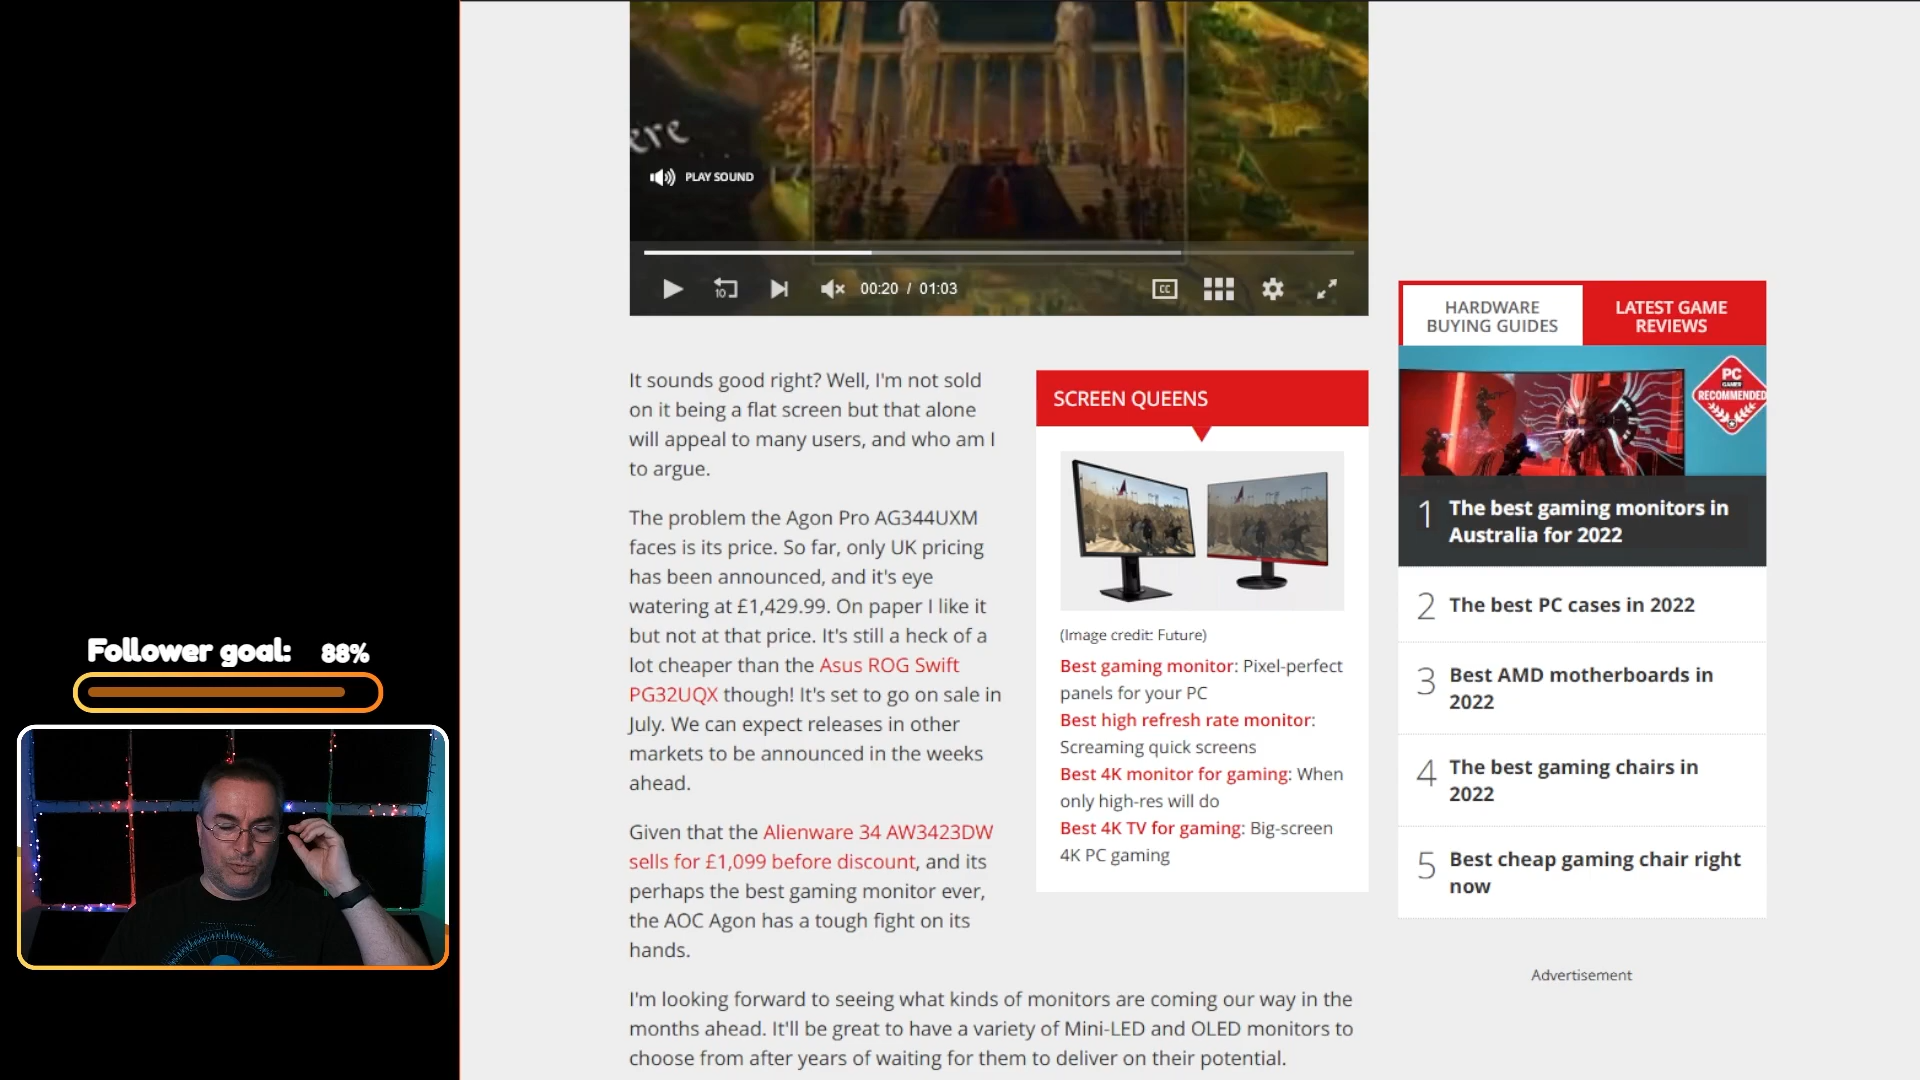 ere
PLAY SOUND
10
00:20 / 01:03
CC
It sounds good right? Well, I'm not sold
on it being a flat screen but that alone
will appeal to many users, and who am I
to argue.
The problem the Agon Pro AG344UXM
faces is its price. So far, only UK pricing
has been announced, and it's eye
watering at £1,429.99. On paper I like it
but not at that price. It's still a heck of a
lot cheaper than the Asus ROG Swift
PG32UQX though! It's set to go on sale in
July. We can expect releases in other
markets to be announced in the weeks
ahead.
Given that the Alienware 34 AW3423DW
sells for £1,099 before discount, and its
perhaps the best gaming monitor ever,
the AOC Agon has a tough fight on its
hands.
I'm looking forward to seeing what kinds of monitors are coming our way in the
months ahead. It'll be great to have a variety of Mini-LED and OLED monitors to
choose from after years of waiting for them to deliver on their potential.
SCREEN QUEENS
(Image credit: Future)
Best gaming monitor: Pixel-perfect
panels for your PC
Best high refresh rate monitor:
Screaming quick screens
Best 4K monitor for gaming: When
only high-res will do
Best 4K TV for gaming: Big-screen
4K PC gaming
HARDWARE
BUYING GUIDES
LATEST GAME
REVIEWS
PC
GAMER
RECOMMENDED
1 The best gaming monitors in
Australia for 2022
2 The best PC cases in 2022
3 Best AMD motherboards in
2022
4 The best gaming chairs in
2022
5 Best cheap gaming chair right
now
Advertisement
Follower goal: 88%